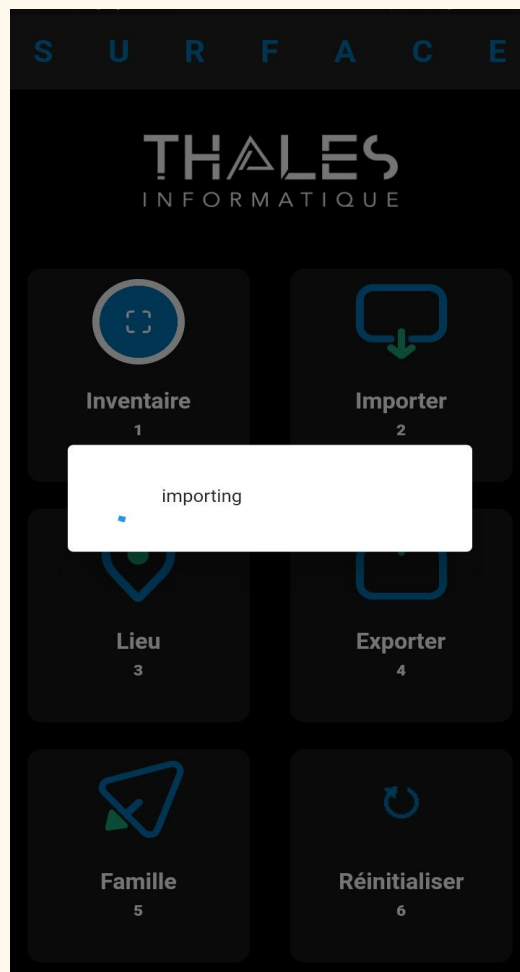 S U R F A C E
THALES
INFORMATIQUE
Inventaire
1
Importer
2
importing
Lieu
3
Exporter
4
Famille
5
Réinitialiser
6